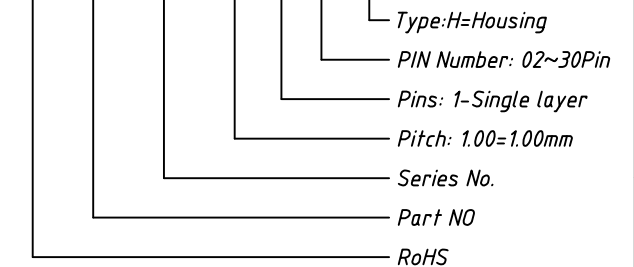 Type:H=Housing
PIN Number: 02~30Pin
Pins: 1-Single layer
Pitch: 1.00=1.00mm
Series No.
Part NO
RoHS